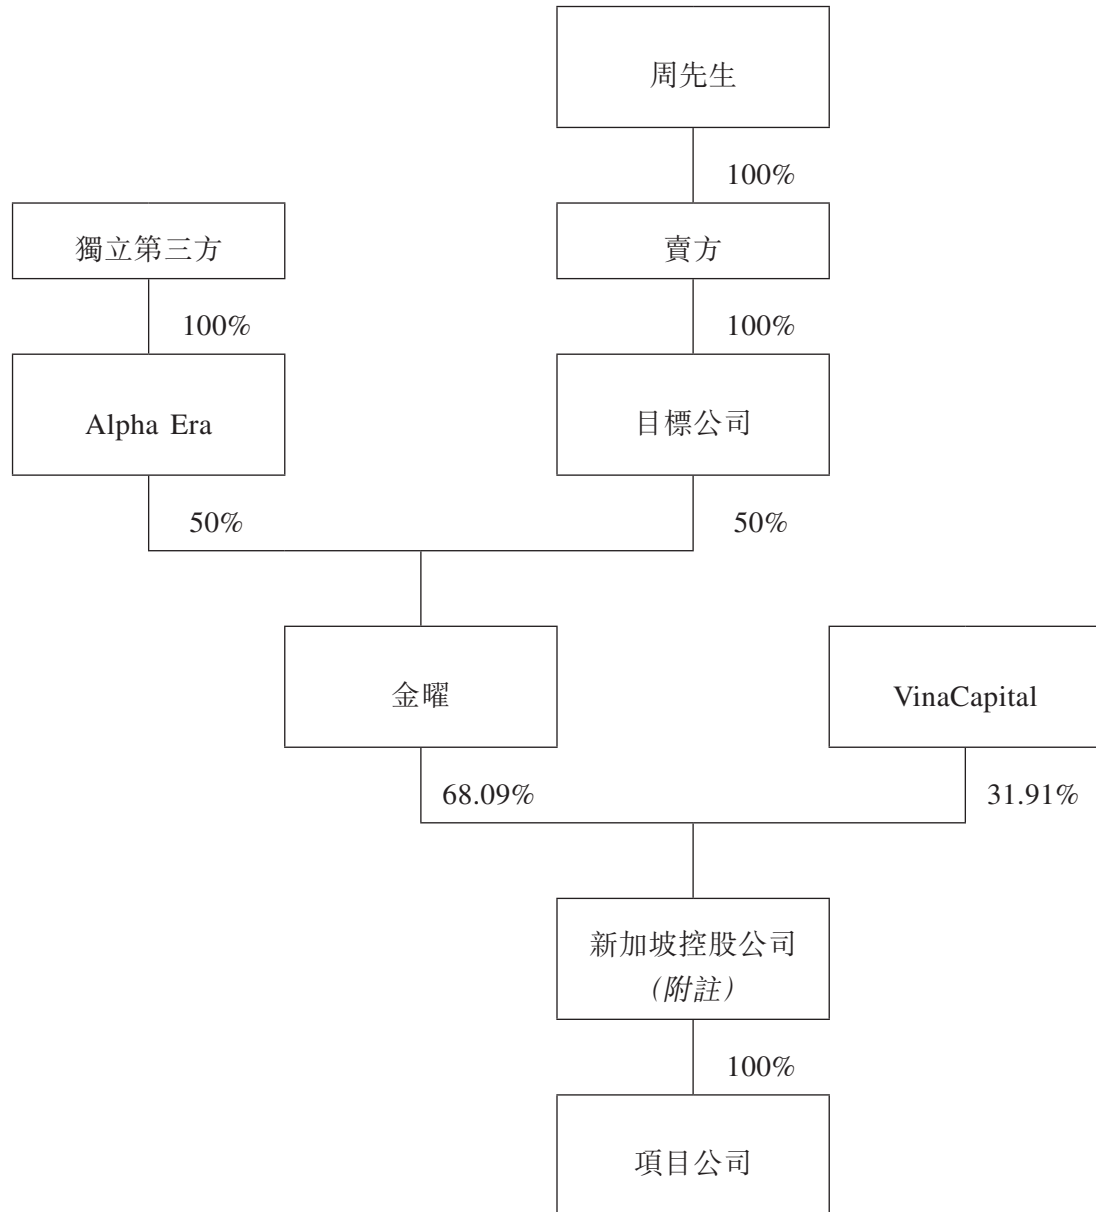 周先生
100%
獨立第三方
賣方
100%
100%
Alpha Era
目標公司
50%
50%
金曜
VinaCapital
68.09%
31.91%
新加坡控股公司
(附註)
100%
項目公司